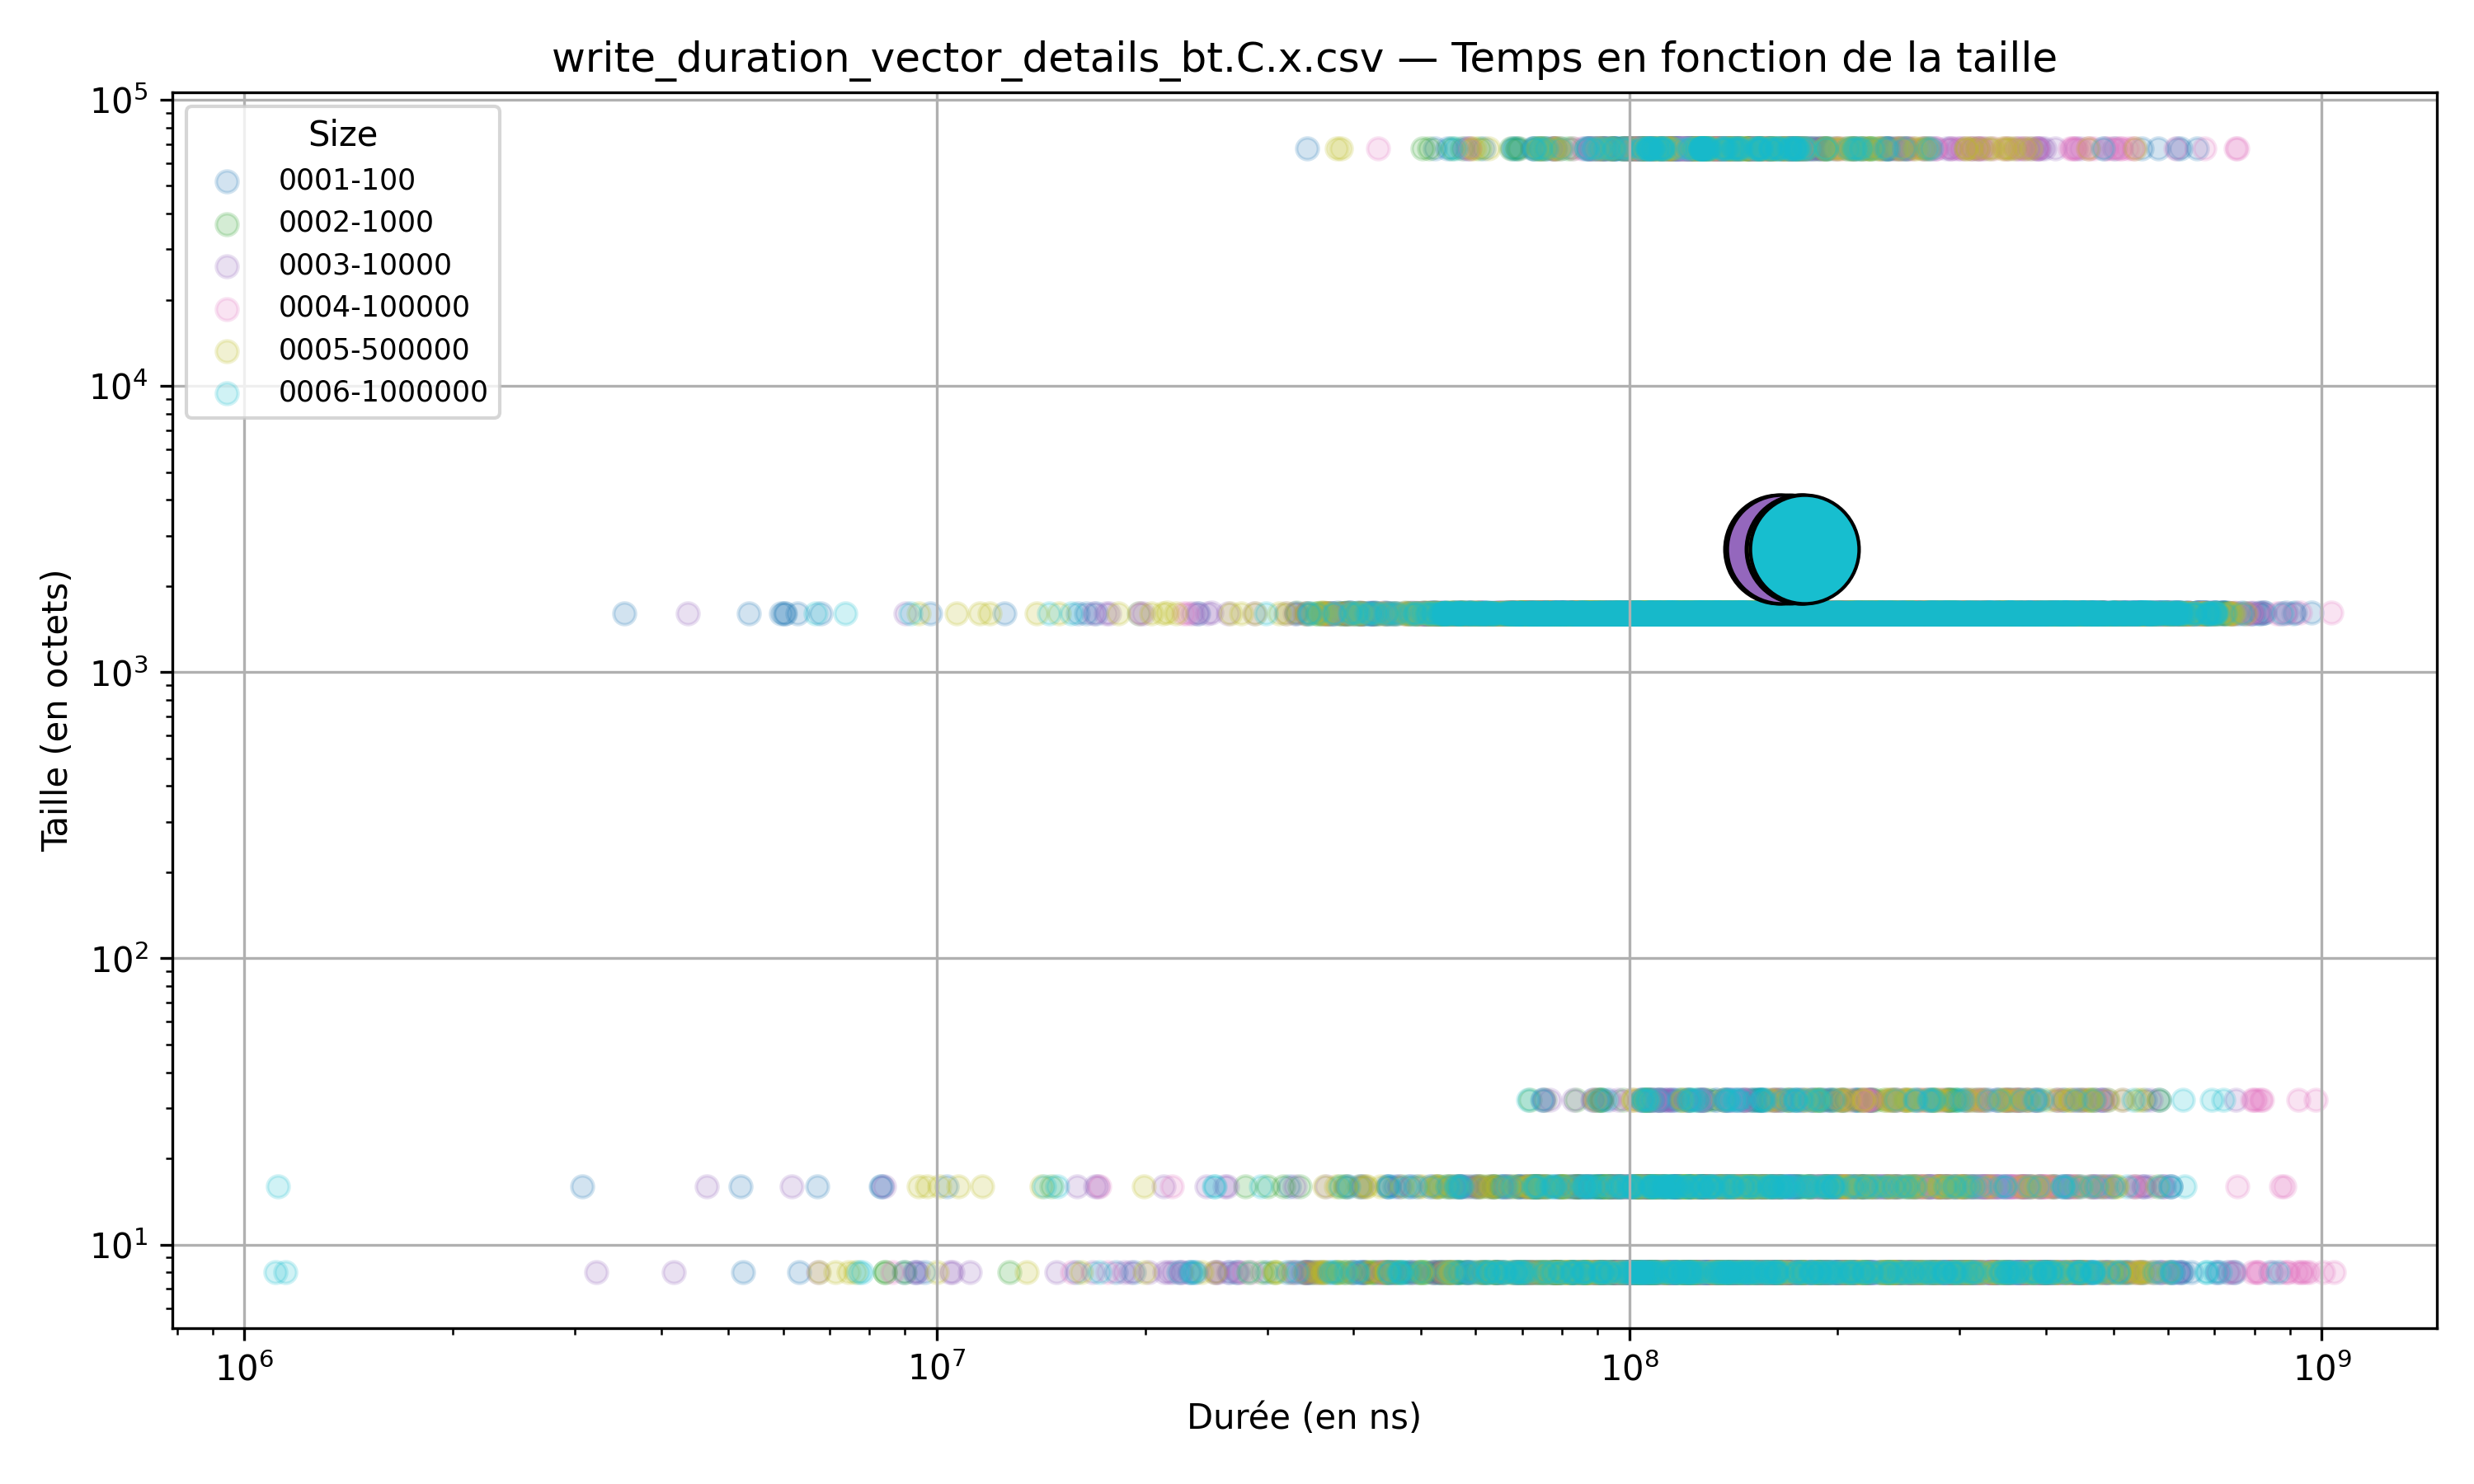 write_duration_vector_details_bt.C.x.csv — Temps en fonction de la taille
Size
0001-100
0002-1000
0003-10000
0004-100000
0005-500000
0006-1000000
Taille (en octets)
10⁵
10⁴
10³
10²
10¹
10⁶ 10⁷ 10⁸ 10⁹
Durée (en ns)